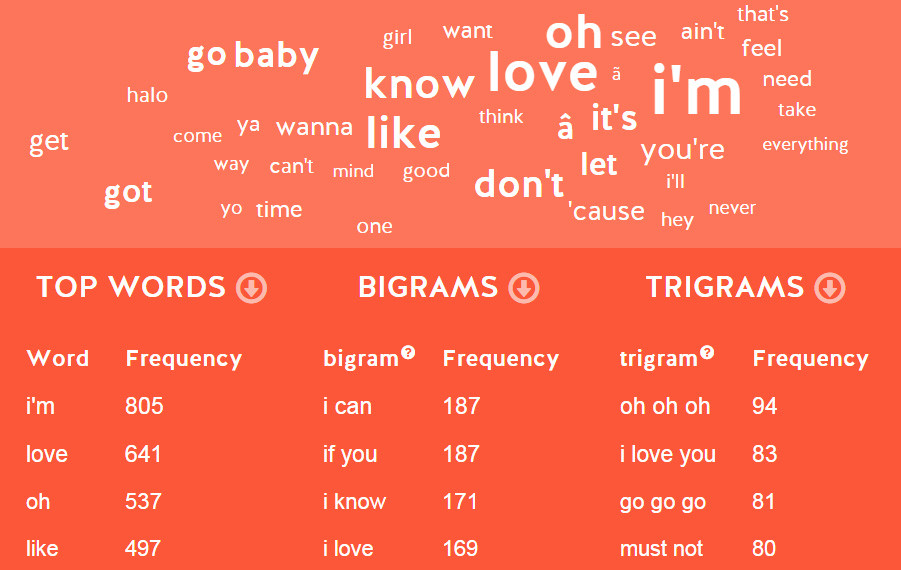 that's
girl want oh see ain't
go baby feel
know love ã i'm need
halo
like think â it's take
get come ya wanna you're everything
way can't mind good let
got don't i'll
yo time 'cause hey never
one
TOP WORDS BIGRAMS TRIGRAMS
Word Frequency bigram? Frequency trigram? Frequency
i'm 805 i can 187 oh oh oh 94
love 641 if you 187 i love you 83
oh 537 i know 171 go go go 81
like 497 i love 169 must not 80